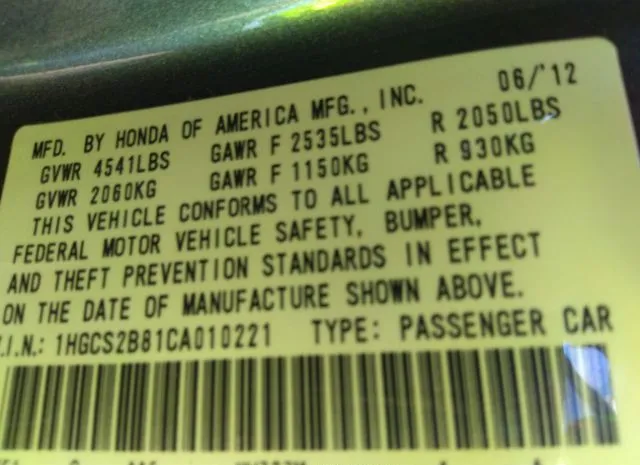 MFD. BY HONDA OF AMERICA MFG., INC. 06/'12
GVWR 4541LBS GAWR F 2535LBS R 2050LBS
GVWR 2060KG GAWR F 1150KG R 930KG
THIS VEHICLE CONFORMS TO ALL APPLICABLE
FEDERAL MOTOR VEHICLE SAFETY, BUMPER,
AND THEFT PREVENTION STANDARDS IN EFFECT
ON THE DATE OF MANUFACTURE SHOWN ABOVE.
.I.N.: 1HGCS2B81CA010221 TYPE: PASSENGER CAR